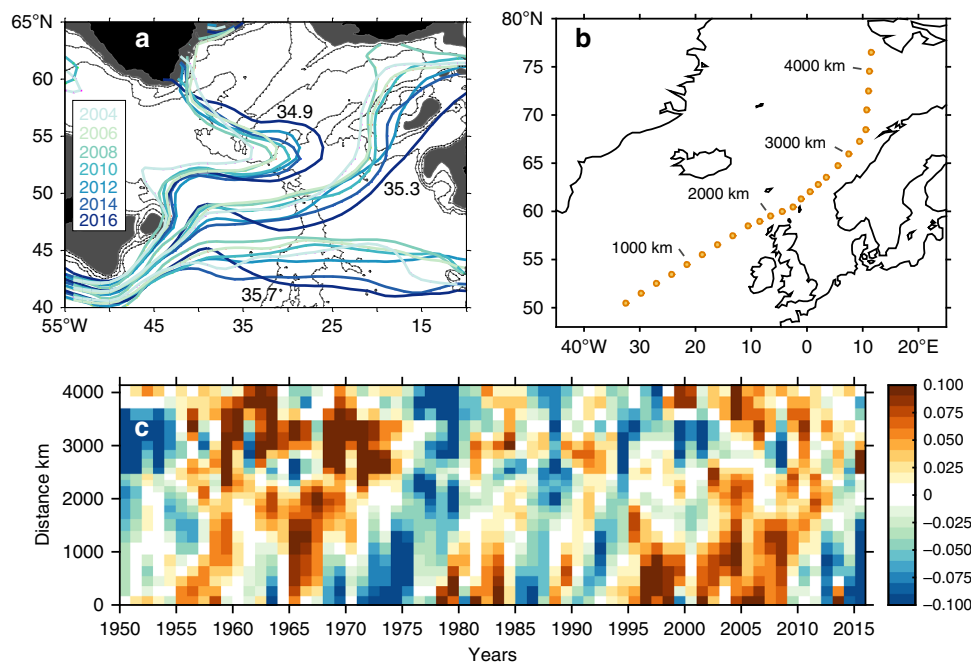 65°N
60
55
50
45
40
55°W
45
35
25
15
a
34.9
35.3
35.7
2004
2006
2008
2010
2012
2014
2016
80°N
75
70
65
60
55
50
40°W
30
20
10
0
10
20°E
b
4000 km
3000 km
2000 km
1000 km
c
Distance km
4000
3000
2000
1000
0
1950 1955 1960 1965 1970 1975 1980 1985 1990 1995 2000 2005 2010 2015
Years
0.100
0.075
0.050
0.025
0
−0.025
−0.050
−0.075
−0.100